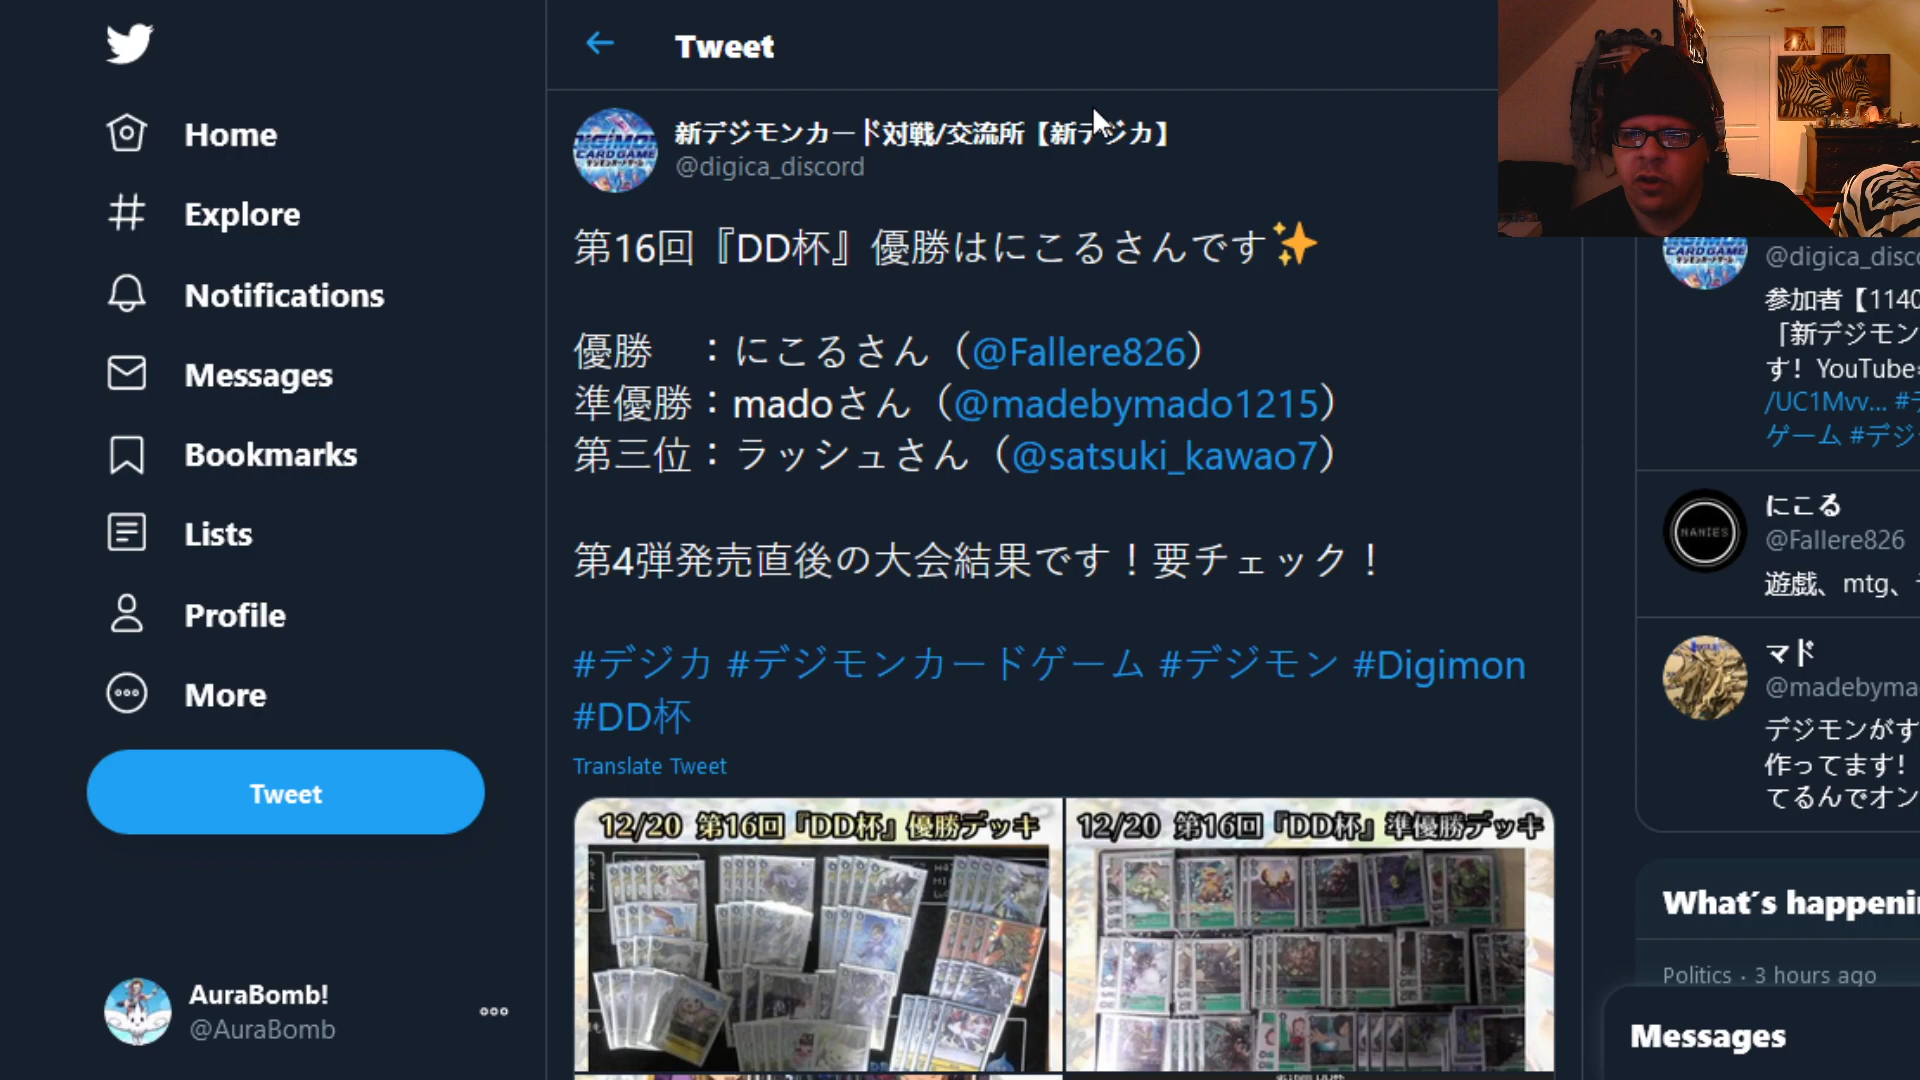 Home
Explore
Notifications
Messages
Bookmarks
Lists
Profile
More
Tweet
AuraBomb!
@AuraBomb
Tweet
新デジモンカード対戦/交流所【新デジカ】
@digica_discord
第16回『DD杯』優勝はにこるさんです✨
優勝　：にこるさん（@Fallere826）
準優勝：madoさん（@madebymado1215）
第三位：ラッシュさん（@satsuki_kawao7）
第4弾発売直後の大会結果です！要チェック！
#デジカ #デジモンカードゲーム #デジモン #Digimon
#DD杯
Translate Tweet
12/20 第16回『DD杯』優勝デッキ
12/20 第16回『DD杯』準優勝デッキ
@digica_disco
参加者【1140
「新デジモン
す！YouTube
/UC1Mvv... #デ
ゲーム #デジ
にこる
NANIES
@Fallere826
遊戯、mtg、
マド
@madebyma
デジモンがす
作ってます！
てるんでオン
What's happeni
Politics · 3 hours ago
Messages